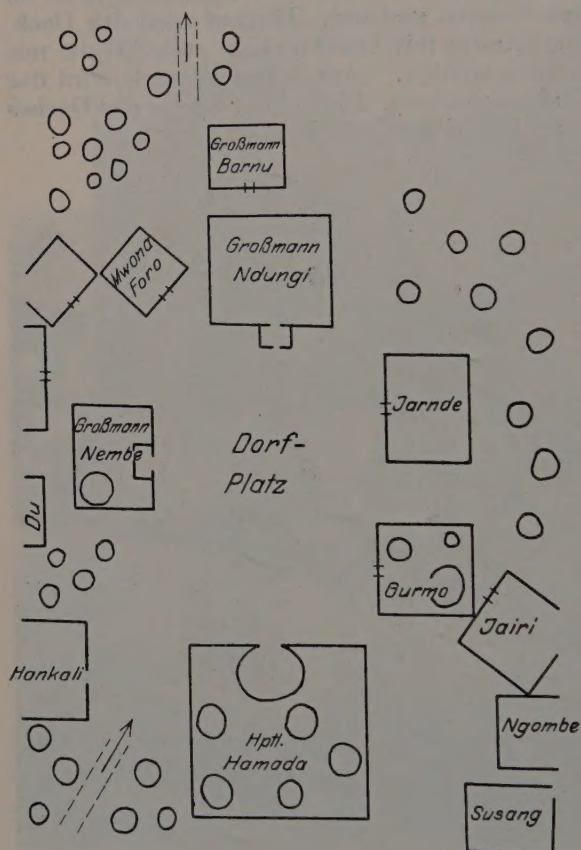 Großmann
Bornu
Großmann
Ndungi
Mwona
Foro
Jarnde
Großmann
Nembe
Dorf-
Platz
Du
Gurmo
Jairi
Hankali
Hptl.
Hamada
Ngombe
Susang